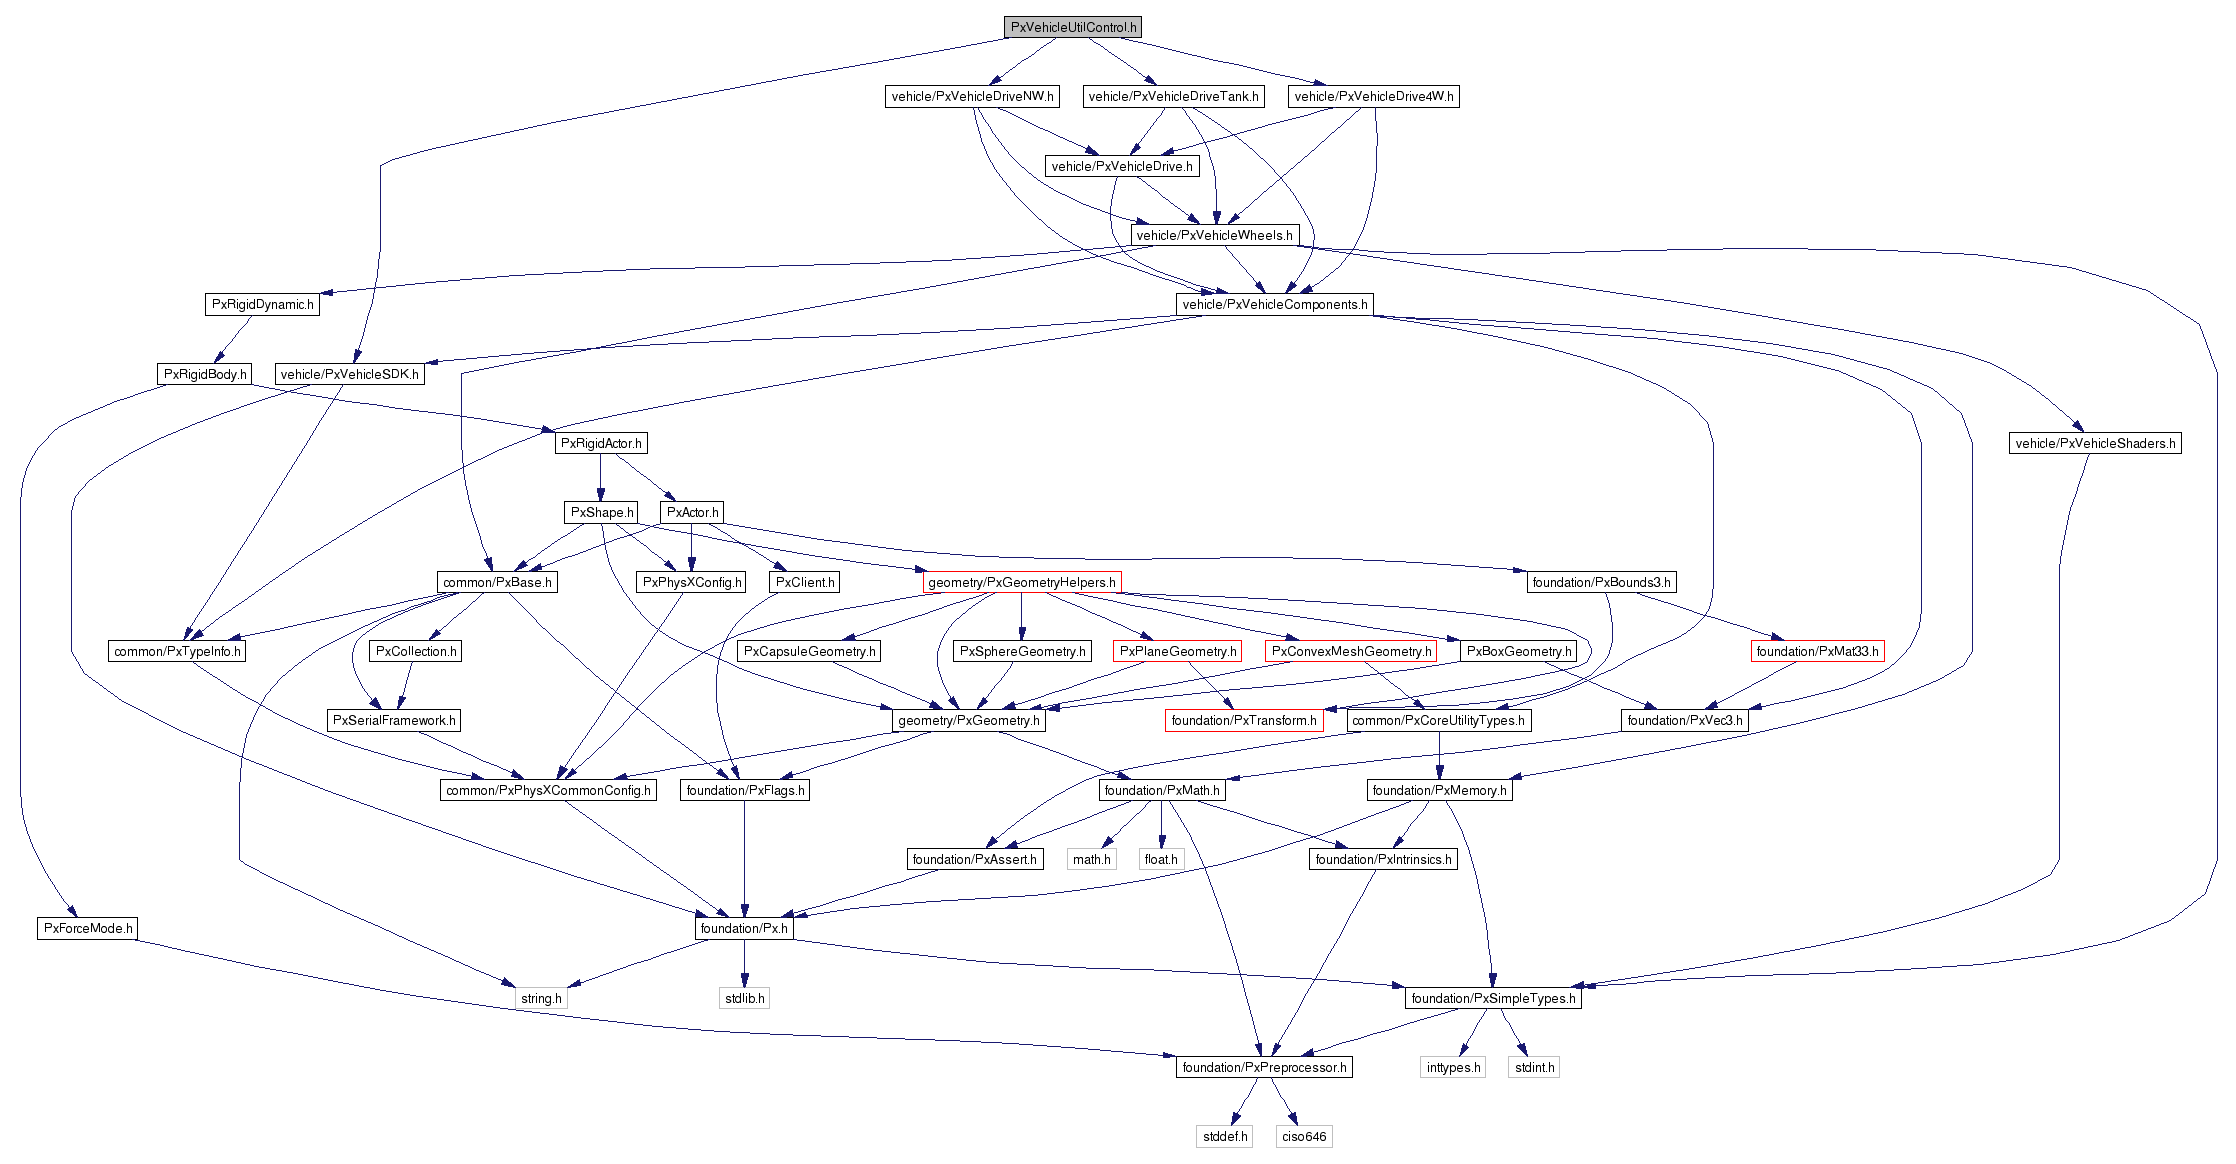 PxVehicleUtilControl.h
vehicle/PxVehicleDriveNW.h
vehicle/PxVehicleDriveTank.h
vehicle/PxVehicleDrive4W.h
vehicle/PxVehicleDrive.h
vehicle/PxVehicleWheels.h
PxRigidDynamic.h
vehicle/PxVehicleComponents.h
PxRigidBody.h
vehicle/PxVehicleSDK.h
PxRigidActor.h
vehicle/PxVehicleShaders.h
PxShape.h
PxActor.h
common/PxBase.h
PxPhysXConfig.h
PxClient.h
geometry/PxGeometryHelpers.h
foundation/PxBounds3.h
common/PxTypeInfo.h
PxCollection.h
PxCapsuleGeometry.h
PxSphereGeometry.h
PxPlaneGeometry.h
PxConvexMeshGeometry.h
PxBoxGeometry.h
foundation/PxMat33.h
PxSerialFramework.h
geometry/PxGeometry.h
foundation/PxTransform.h
common/PxCoreUtilityTypes.h
foundation/PxVec3.h
common/PxPhysXCommonConfig.h
foundation/PxFlags.h
foundation/PxMath.h
foundation/PxMemory.h
foundation/PxAssert.h
math.h
float.h
foundation/PxIntrinsics.h
PxForceMode.h
foundation/Px.h
string.h
stdlib.h
foundation/PxSimpleTypes.h
foundation/PxPreprocessor.h
inttypes.h
stdint.h
stddef.h
ciso646